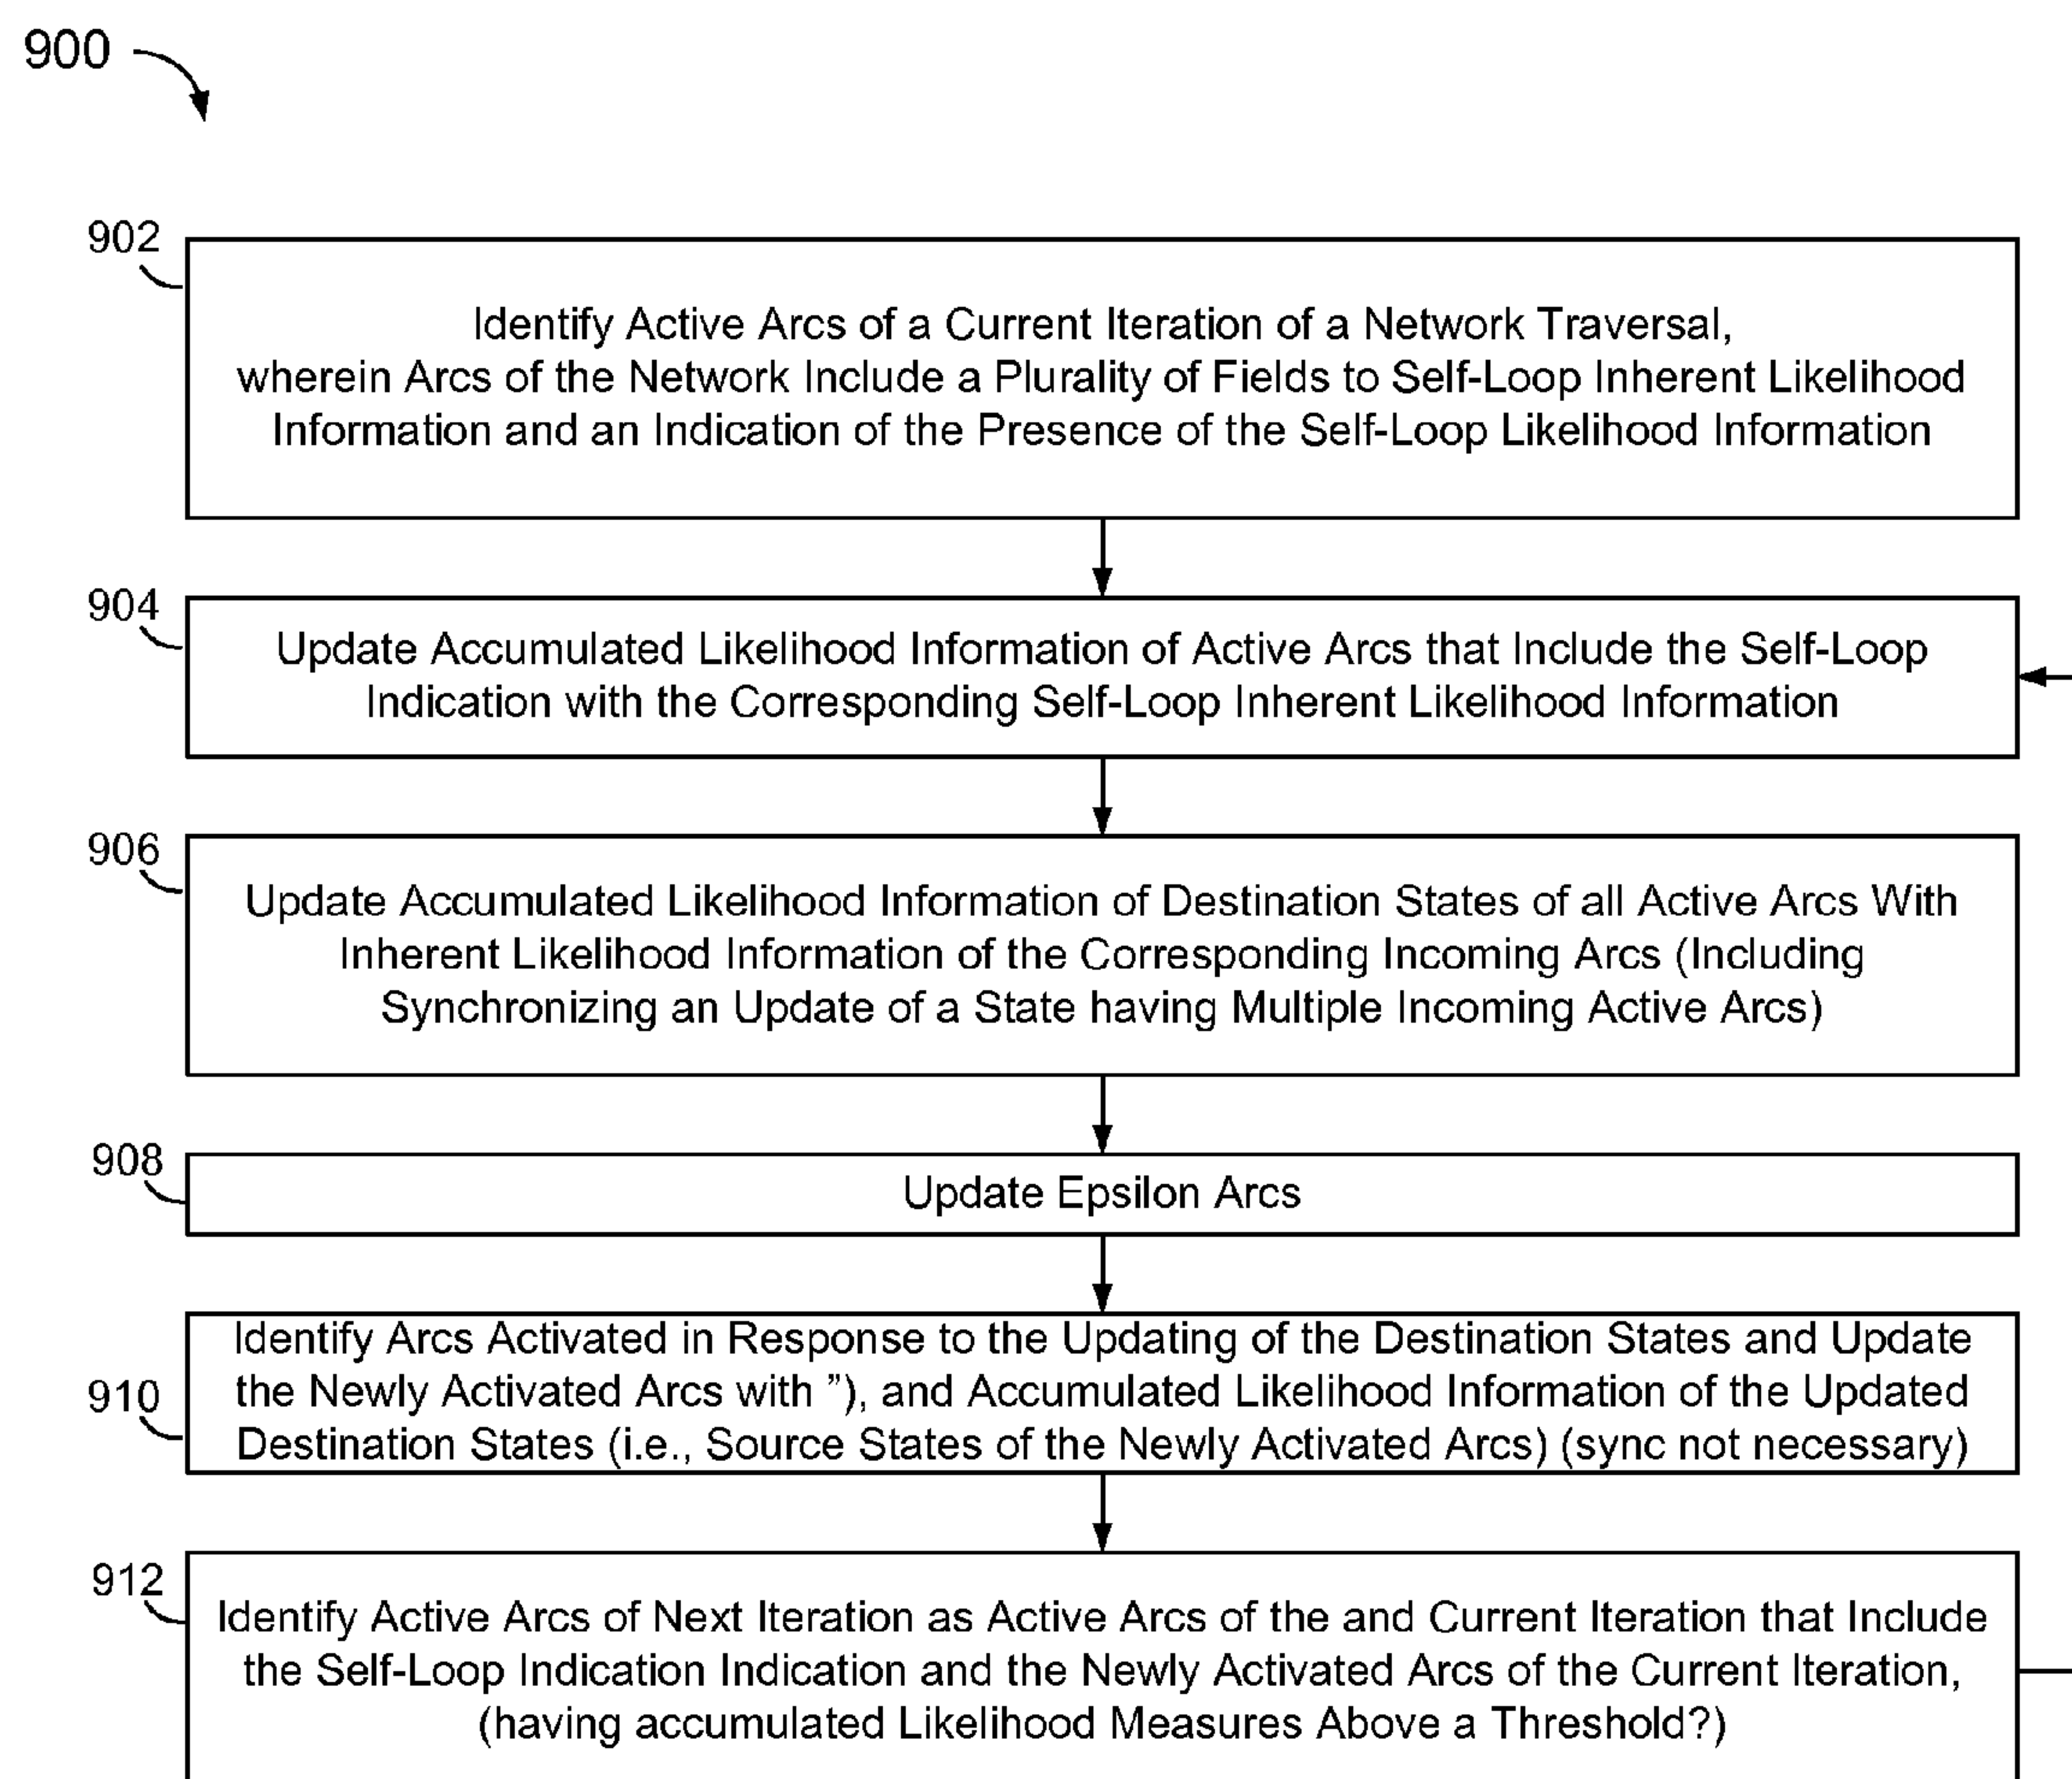 900
902
Identify Active Arcs of a Current Iteration of a Network Traversal,
wherein Arcs of the Network Include a Plurality of Fields to Self-Loop Inherent Likelihood
Information and an Indication of the Presence of the Self-Loop Likelihood Information
904
Update Accumulated Likelihood Information of Active Arcs that Include the Self-Loop
Indication with the Corresponding Self-Loop Inherent Likelihood Information
906
Update Accumulated Likelihood Information of Destination States of all Active Arcs With
Inherent Likelihood Information of the Corresponding Incoming Arcs (Including
Synchronizing an Update of a State having Multiple Incoming Active Arcs)
908
Update Epsilon Arcs
910
Identify Arcs Activated in Response to the Updating of the Destination States and Update
the Newly Activated Arcs with ”), and Accumulated Likelihood Information of the Updated
Destination States (i.e., Source States of the Newly Activated Arcs) (sync not necessary)
912
Identify Active Arcs of Next Iteration as Active Arcs of the and Current Iteration that Include
the Self-Loop Indication Indication and the Newly Activated Arcs of the Current Iteration,
(having accumulated Likelihood Measures Above a Threshold?)